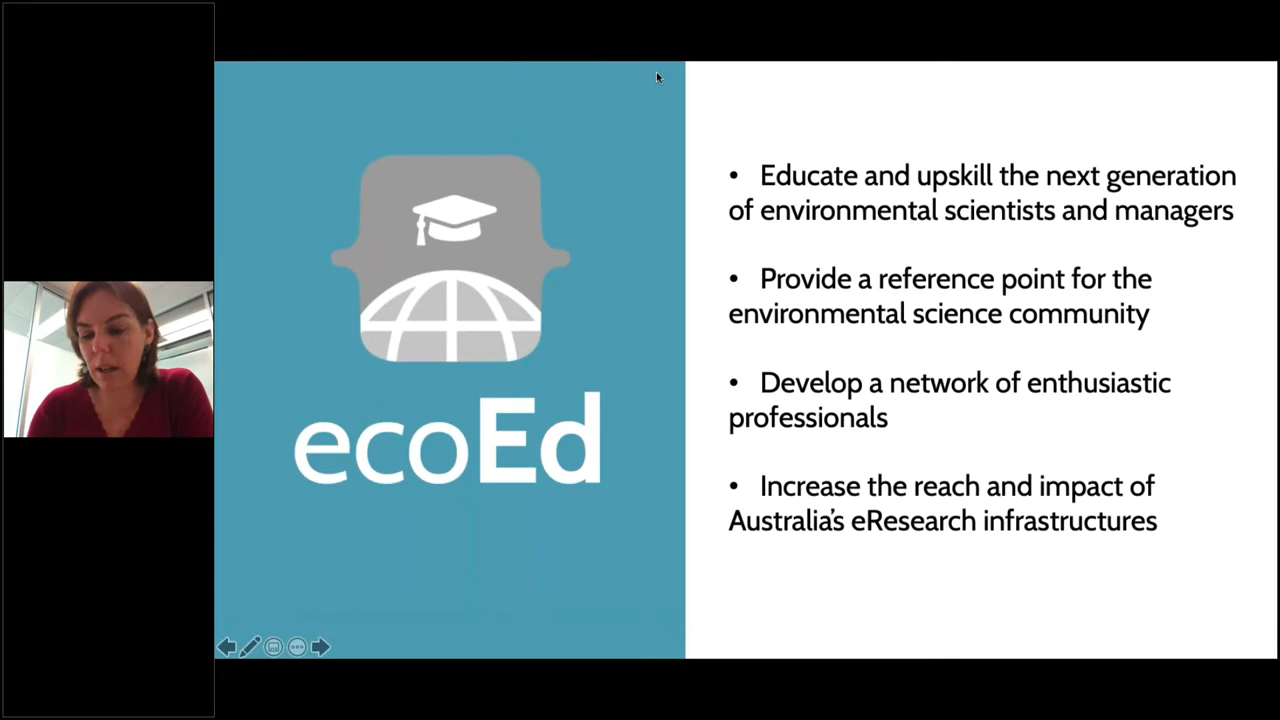 ecoEd
• Educate and upskill the next generation
of environmental scientists and managers
• Provide a reference point for the
environmental science community
• Develop a network of enthusiastic
professionals
• Increase the reach and impact of
Australia's eResearch infrastructures